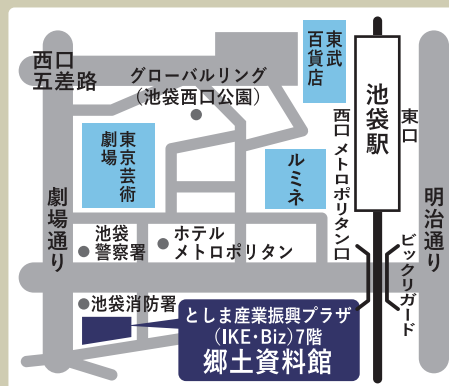 西口
五差路
グローバルリング
（池袋西口公園）
東武
百貨店
池袋駅
東口
西口
メトロポリタン口
東京芸術
劇場
ルミネ
劇場通り
明治通り
池袋
警察署
ホテル
メトロポリタン
ビックリガード
池袋消防署
としま産業振興プラザ
（IKE・Biz）7階
郷土資料館